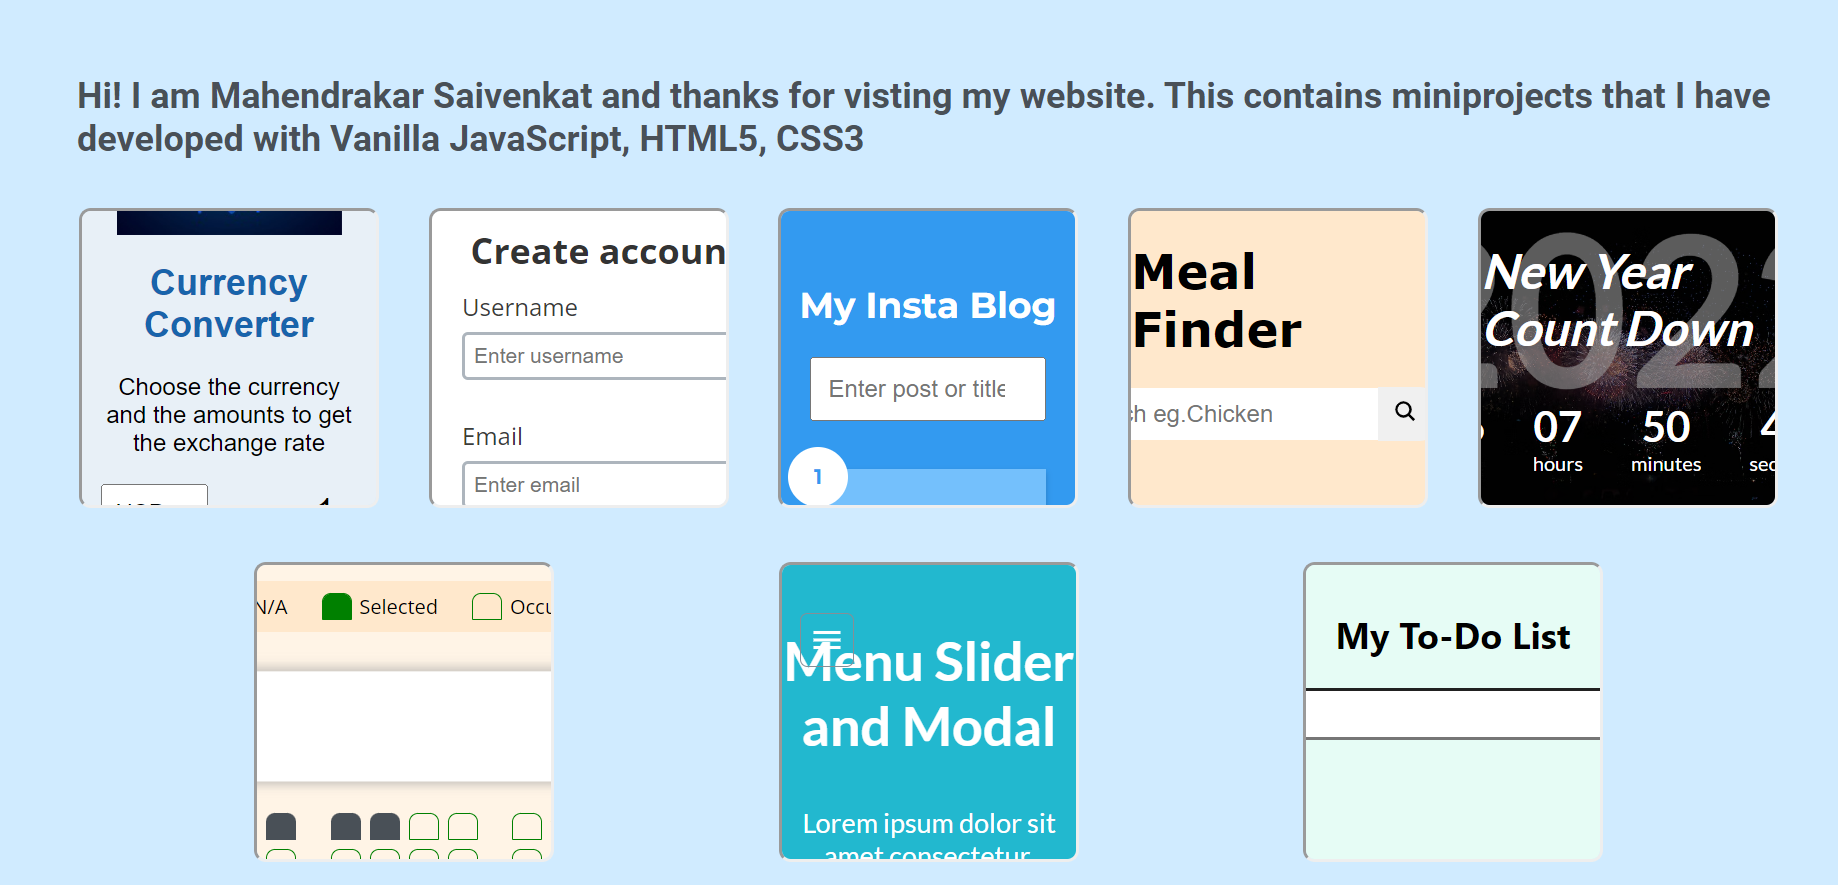 Hi! I am Mahendrakar Saivenkat and thanks for visting my website. This contains miniprojects that I have
developed with Vanilla JavaScript, HTML5, CSS3
Currency
Converter
Choose the currency
and the amounts to get
the exchange rate
Create accoun
Username
Enter username
Email
Enter email
My Insta Blog
Enter post or title
1
Meal
Finder
ch eg.Chicken
2022
New Year
Count Down
07
50
4
hours
minutes
sec
N/A
Selected
Occu
Menu Slider
and Modal
Lorem ipsum dolor sit
amet consectetur
My To-Do List